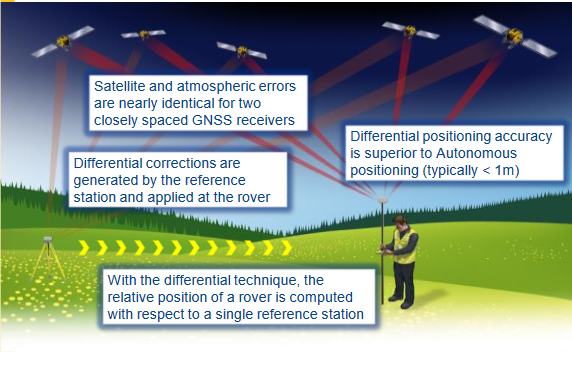 Satellite and atmospheric errors
are nearly identical for two
closely spaced GNSS receivers
Differential positioning accuracy
is superior to Autonomous
positioning (typically < 1m)
Differential corrections are
generated by the reference
station and applied at the rover
With the differential technique, the
relative position of a rover is computed
with respect to a single reference station